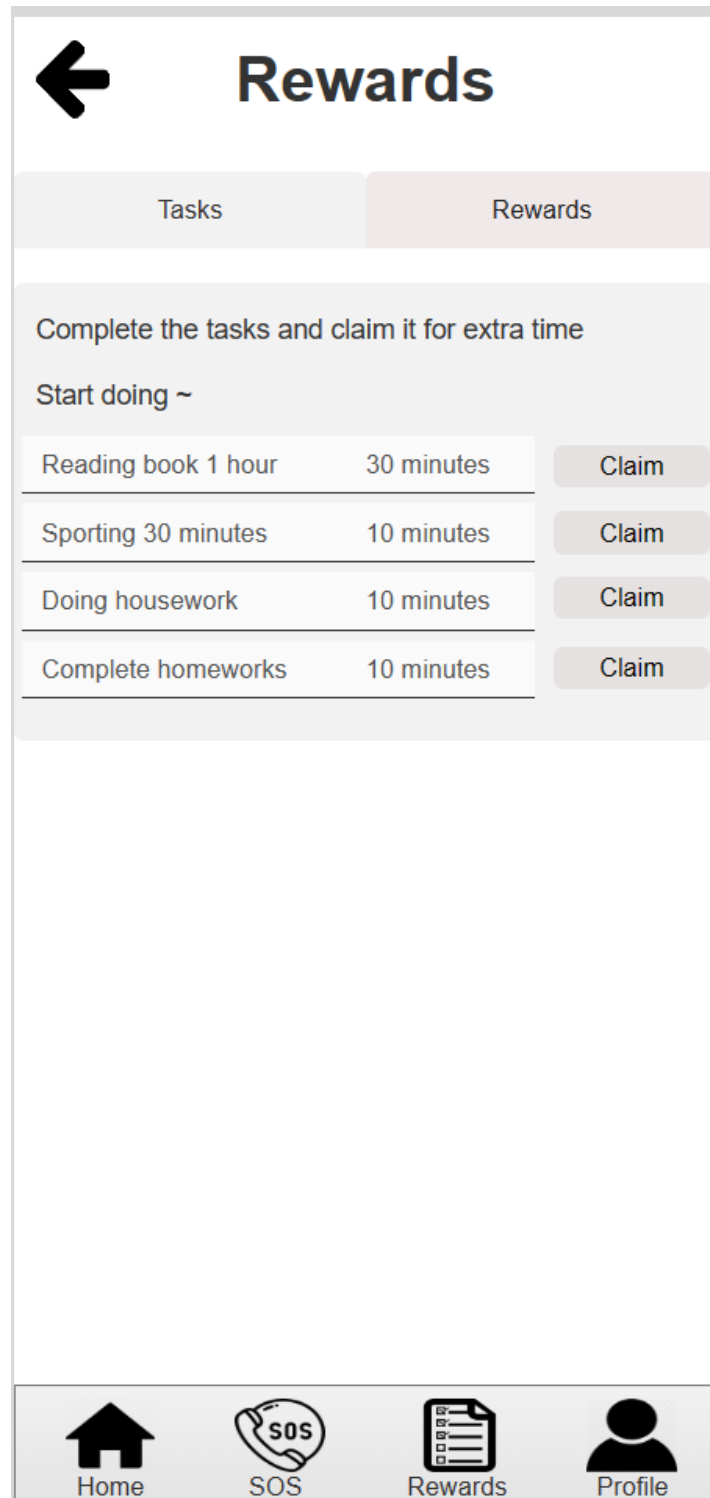 Rewards
Tasks Rewards
Complete the tasks and claim it for extra time
Start doing ~
Reading book 1 hour 30 minutes Claim
Sporting 30 minutes 10 minutes Claim
Doing housework 10 minutes Claim
Complete homeworks 10 minutes Claim
SOS
Home SOS Rewards Profile